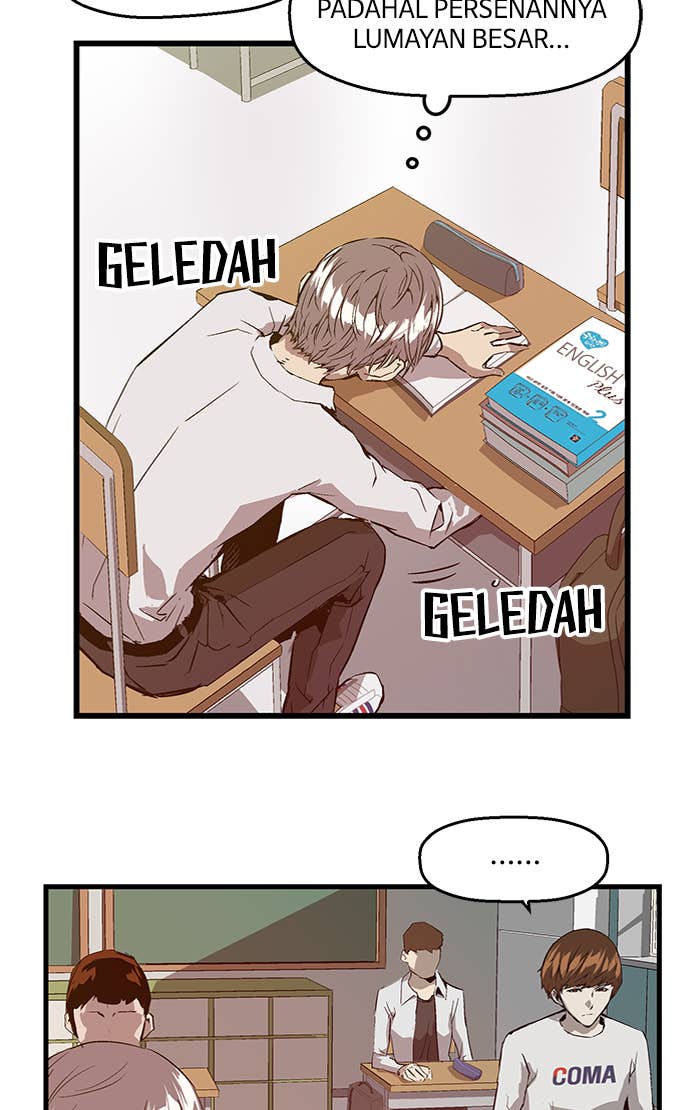 PADAHAL PERSENANNYA
LUMAYAN BESAR...
GELEDAH
ENGLISH
Plus
2
GELEDAH
......
COMA